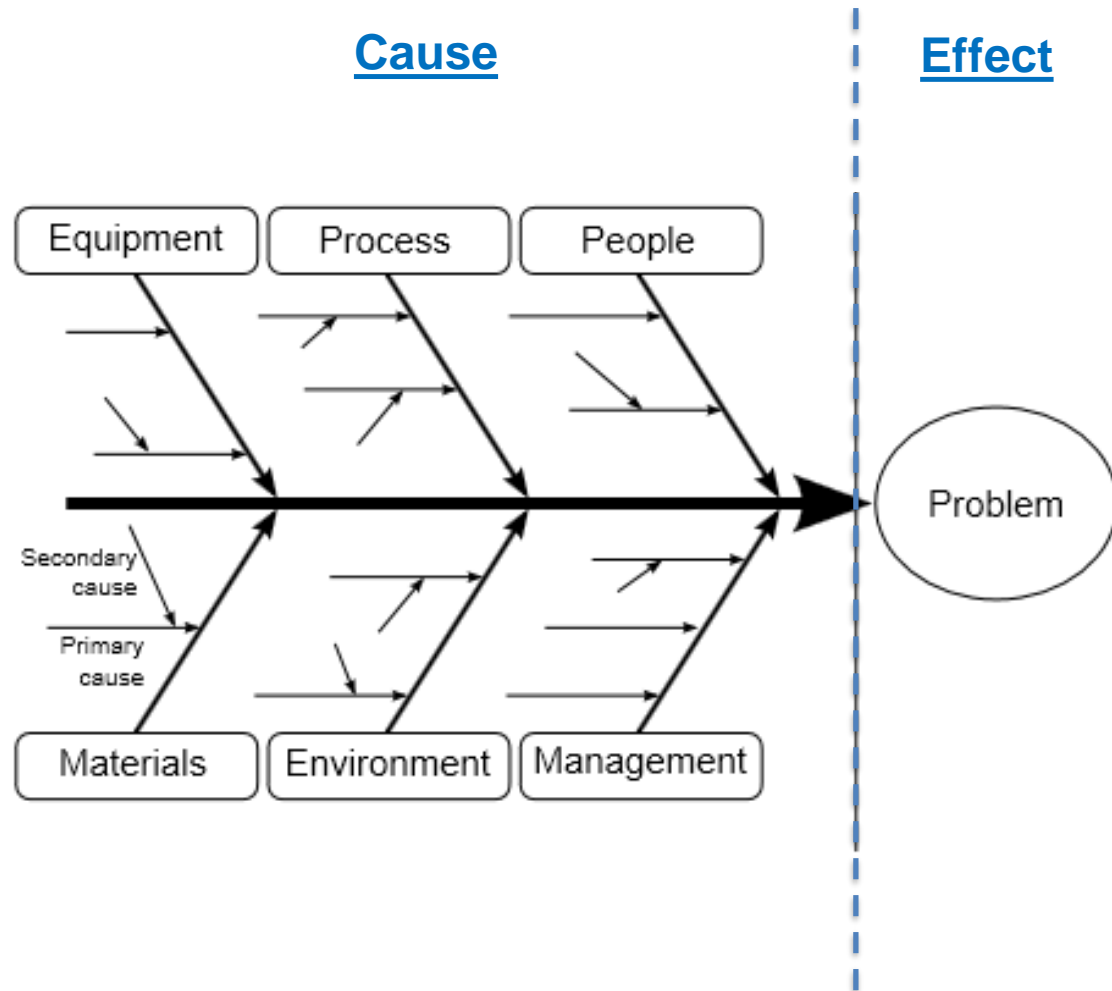 Cause
Effect
Equipment
Process
People
Problem
Secondary
cause
Primary
cause
Materials
Environment
Management